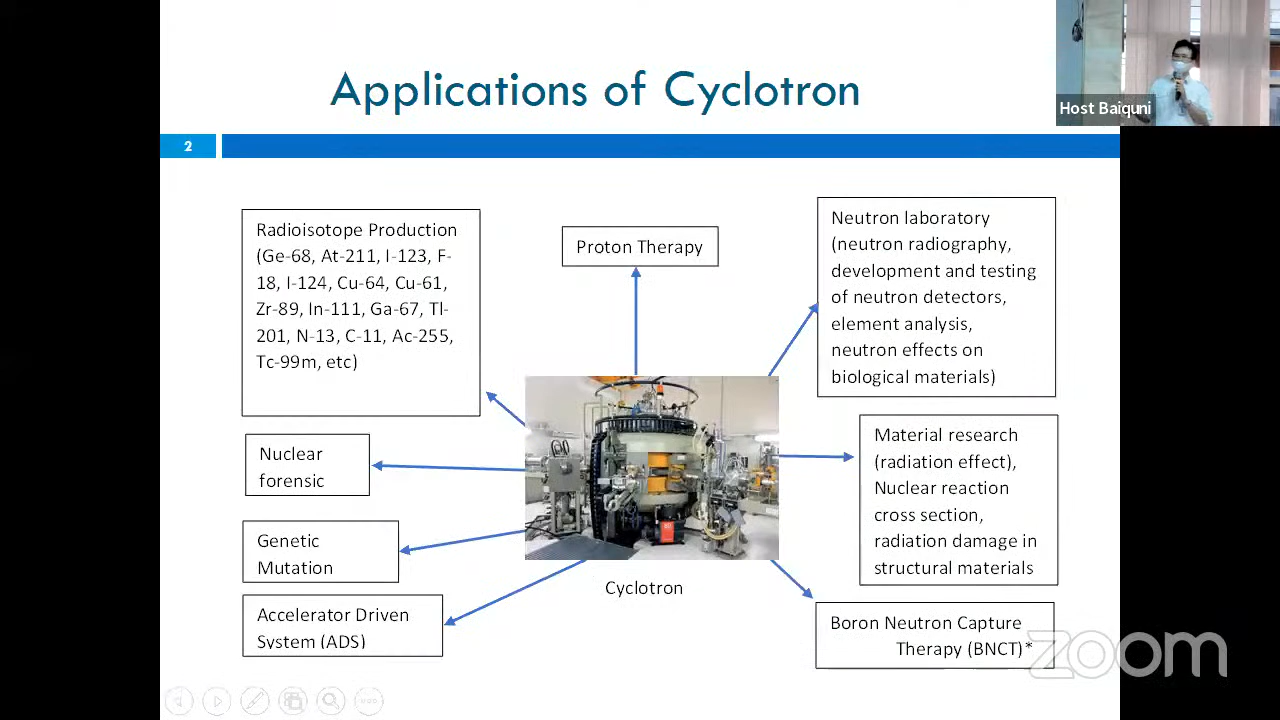 Applications of Cyclotron
Host Baiquni
2
Radioisotope Production
(Ge-68, At-211, I-123, F-
18, I-124, Cu-64, Cu-61,
Zr-89, In-111, Ga-67, Tl-
201, N-13, C-11, Ac-255,
Tc-99m, etc)
Proton Therapy
Neutron laboratory
(neutron radiography,
development and testing
of neutron detectors,
element analysis,
neutron effects on
biological materials)
Nuclear
forensic
Material research
(radiation effect),
Nuclear reaction
cross section,
radiation damage in
structural materials
Genetic
Mutation
Cyclotron
Accelerator Driven
System (ADS)
Boron Neutron Capture
Therapy (BNCT)*
zoom